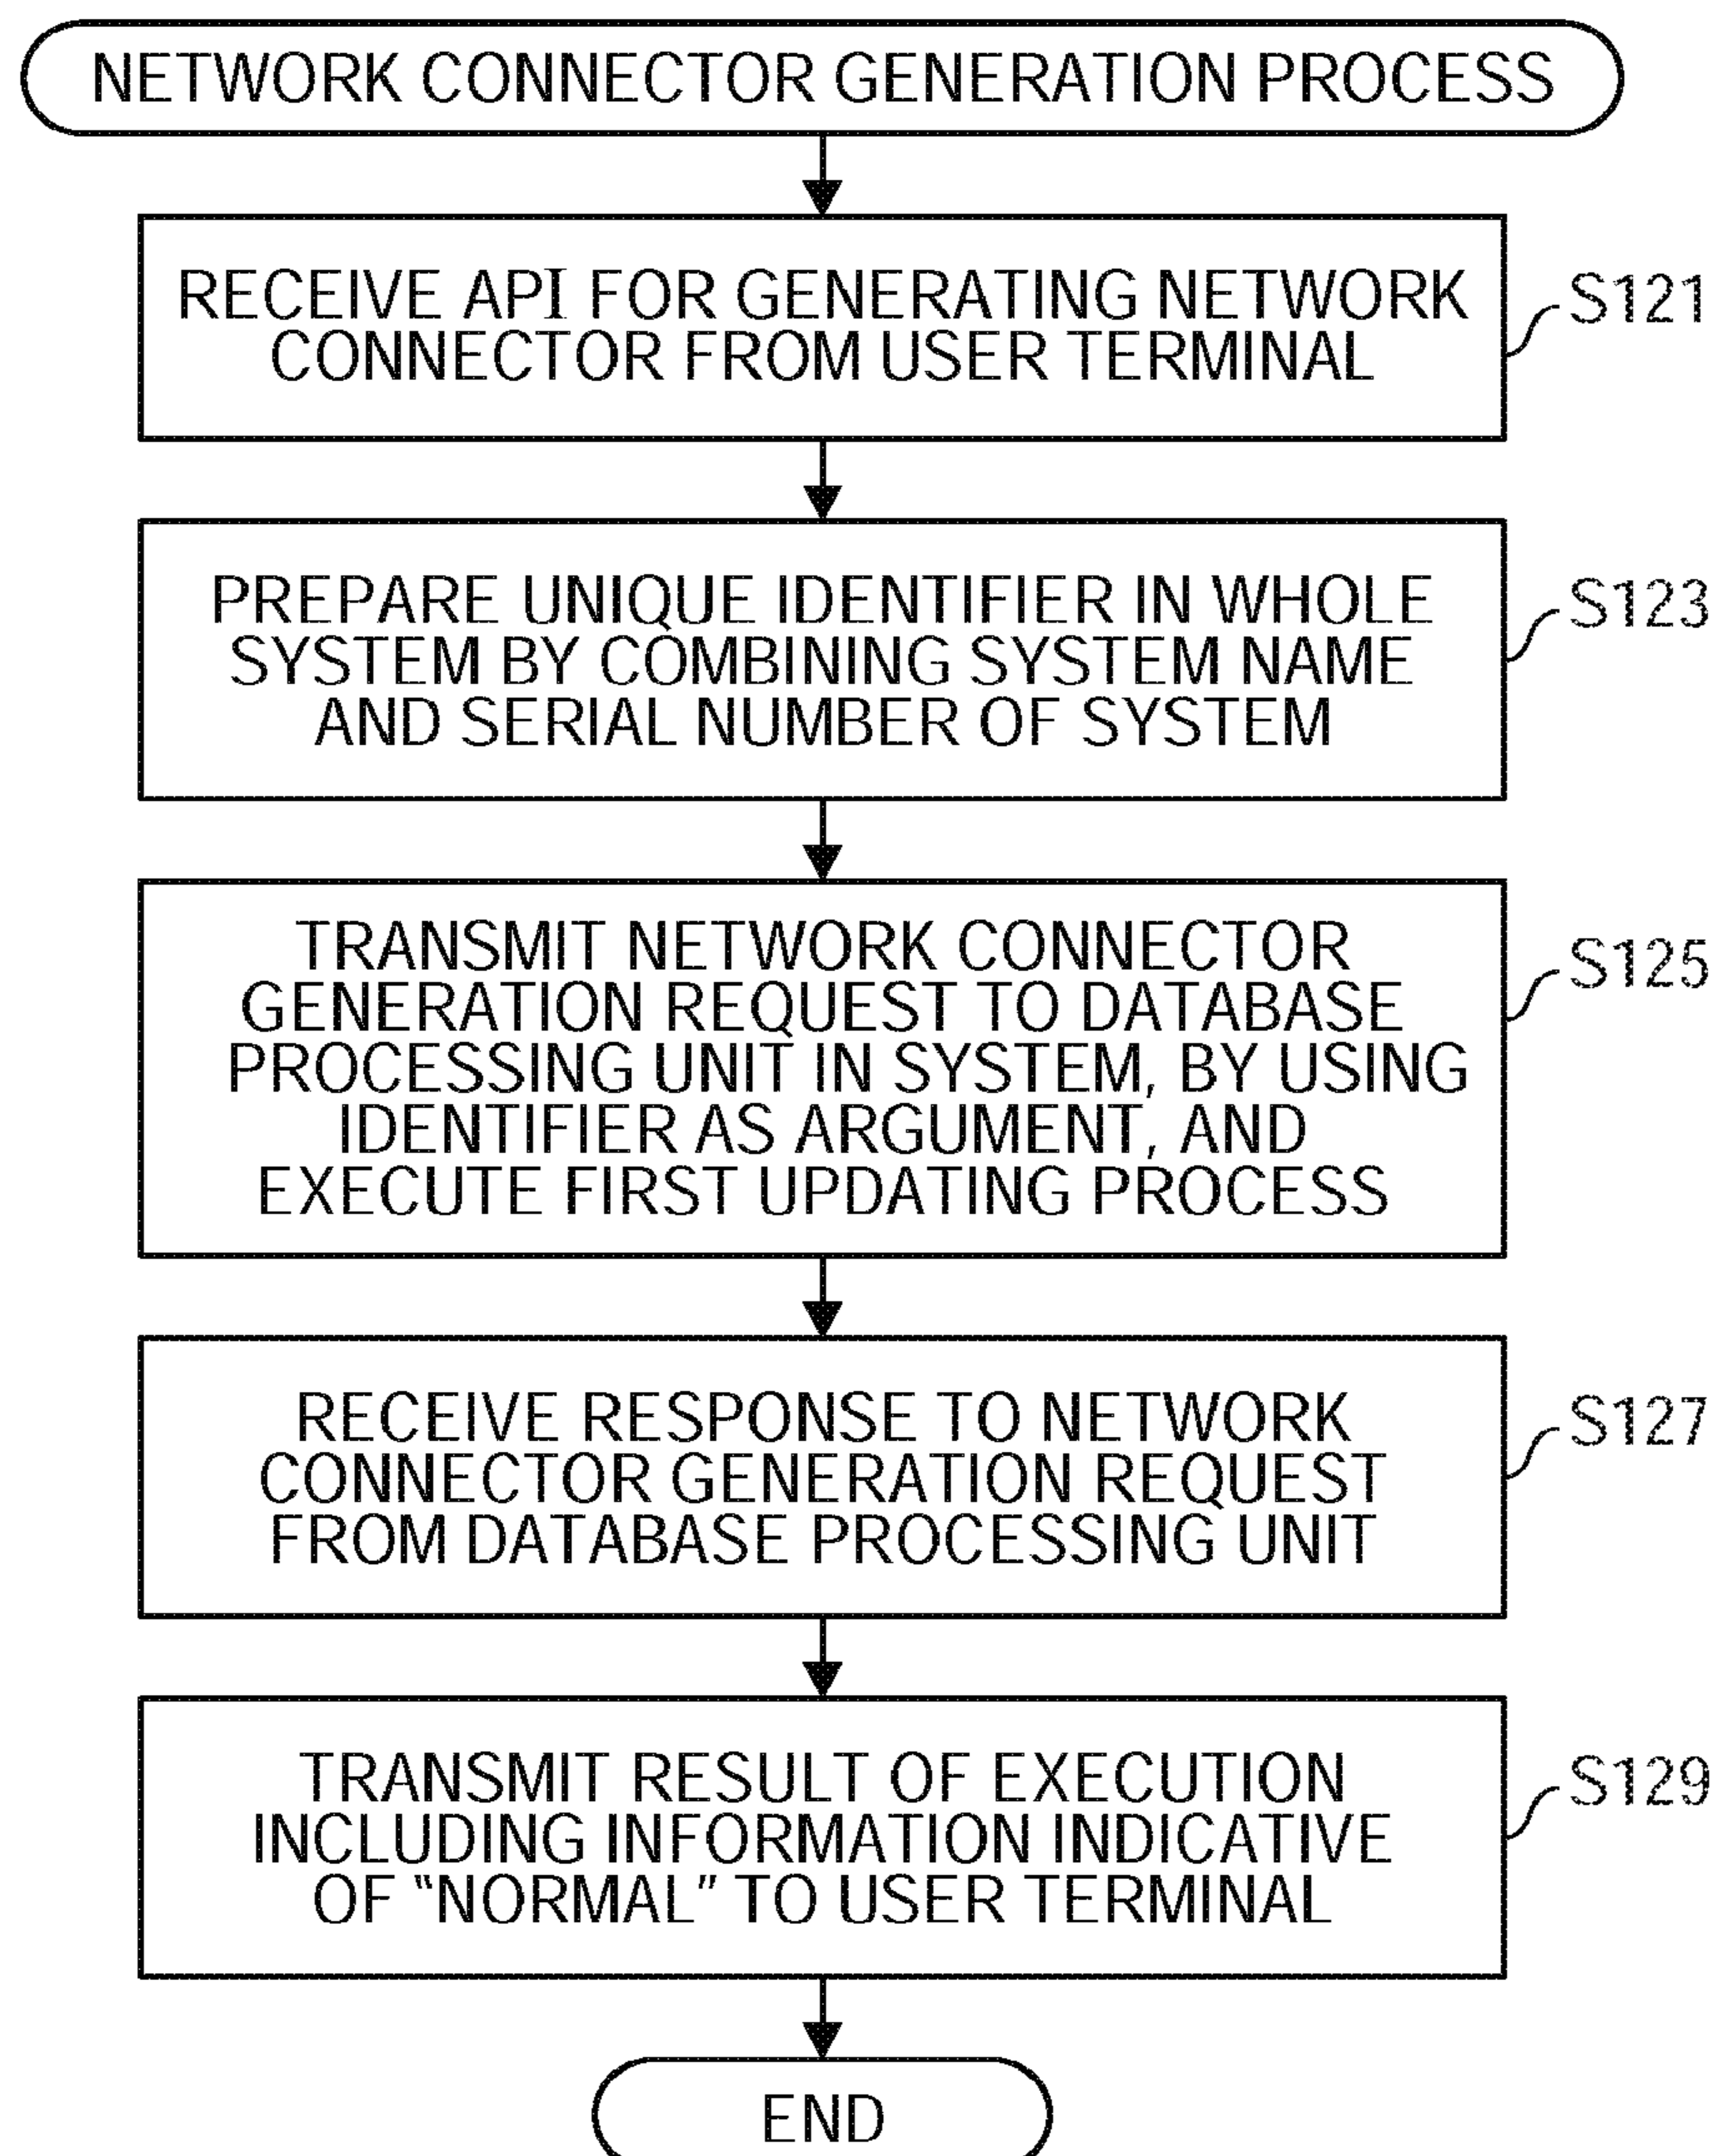 NETWORK CONNECTOR GENERATION PROCESS
RECEIVE API FOR GENERATING NETWORK
CONNECTOR FROM USER TERMINAL
S121
PREPARE UNIQUE IDENTIFIER IN WHOLE
SYSTEM BY COMBINING SYSTEM NAME
AND SERIAL NUMBER OF SYSTEM
S123
TRANSMIT NETWORK CONNECTOR
GENERATION REQUEST TO DATABASE
PROCESSING UNIT IN SYSTEM, BY USING
IDENTIFIER AS ARGUMENT, AND
EXECUTE FIRST UPDATING PROCESS
S125
RECEIVE RESPONSE TO NETWORK
CONNECTOR GENERATION REQUEST
FROM DATABASE PROCESSING UNIT
S127
TRANSMIT RESULT OF EXECUTION
INCLUDING INFORMATION INDICATIVE
OF "NORMAL" TO USER TERMINAL
S129
END